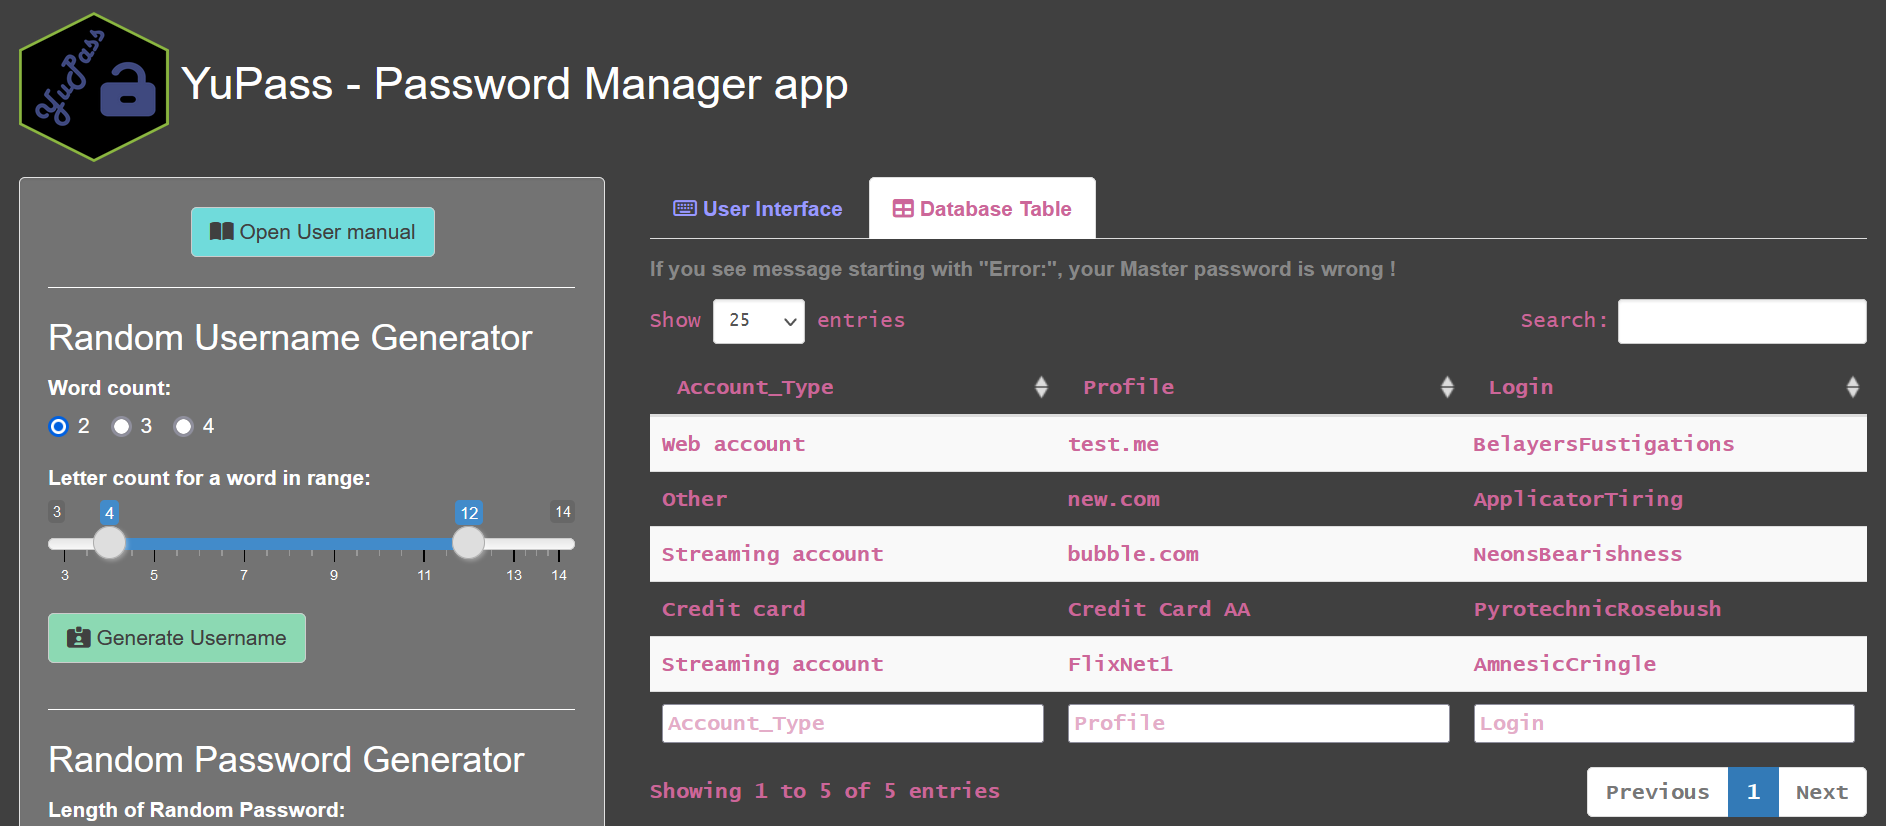 YuPass
YuPass - Password Manager app
Open User manual
Random Username Generator
Word count:
2 3 4
Letter count for a word in range:
3 4 12 14
3 5 7 9 11 13 14
Generate Username
Random Password Generator
Length of Random Password:
User Interface Database Table
If you see message starting with "Error:", your Master password is wrong !
Show 25 entries Search:
Account_Type Profile Login
Web account test.me BelayersFustigations
Other new.com ApplicatorTiring
Streaming account bubble.com NeonsBearishness
Credit card Credit Card AA PyrotechnicRosebush
Streaming account FlixNet1 AmnesicCringle
Account_Type Profile Login
Showing 1 to 5 of 5 entries Previous 1 Next